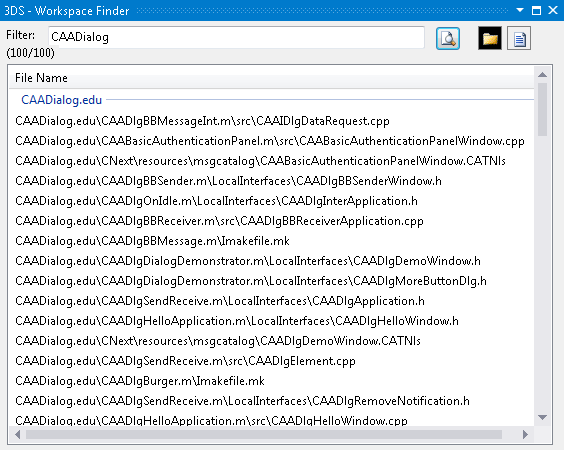 3DS - Workspace Finder
Filter: CAADialog
(100/100)
File Name
CAADialog.edu
CAADialog.edu\CAADlgBBMessageInt.m\src\CAAIDlgDataRequest.cpp
CAADialog.edu\CAABasicAuthenticationPanel.m\src\CAABasicAuthenticationPanelWindow.cpp
CAADialog.edu\CNext\resources\msgcatalog\CAABasicAuthenticationPanelWindow.CATNls
CAADialog.edu\CAADlgBBSender.m\LocalInterfaces\CAADlgBBSenderWindow.h
CAADialog.edu\CAADlgOnIdle.m\LocalInterfaces\CAADlgInterApplication.h
CAADialog.edu\CAADlgBBReceiver.m\src\CAADlgBBReceiverApplication.cpp
CAADialog.edu\CAADlgBBMessage.m\Imakefile.mk
CAADialog.edu\CAADlgDialogDemonstrator.m\LocalInterfaces\CAADlgDemoWindow.h
CAADialog.edu\CAADlgDialogDemonstrator.m\LocalInterfaces\CAADlgMoreButtonDlg.h
CAADialog.edu\CAADlgSendReceive.m\LocalInterfaces\CAADlgApplication.h
CAADialog.edu\CAADlgHelloApplication.m\LocalInterfaces\CAADlgHelloWindow.h
CAADialog.edu\CNext\resources\msgcatalog\CAADlgDemoWindow.CATNls
CAADialog.edu\CAADlgSendReceive.m\src\CAADlgElement.cpp
CAADialog.edu\CAADlgBurger.m\Imakefile.mk
CAADialog.edu\CAADlgSendReceive.m\LocalInterfaces\CAADlgRemoveNotification.h
CAADialog.edu\CAADlgHelloApplication.m\src\CAADlgHelloWindow.cpp